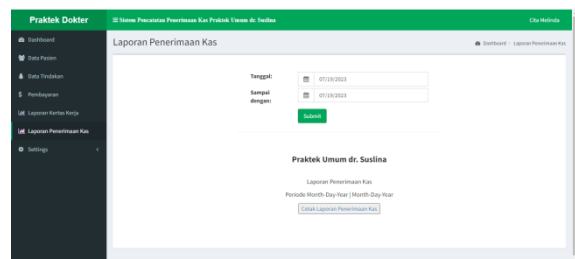 Praktek Dokter
Sistem Pencatatan Penerimaan Kas Praktek Umum dr. Suslina
Cita Melinda
Dashboard
Laporan Penerimaan Kas
Dashboard > Laporan Penerimaan Kas
Data Pasien
Data Tindakan
$ Pembayaran
Laporan Kertas Kerja
Laporan Penerimaan Kas
Settings
Tanggal:
07/19/2023
Sampai
dengan:
07/19/2023
Submit
Praktek Umum dr. Suslina
Laporan Penerimaan Kas
Periode Month-Day-Year | Month-Day-Year
Cetak Laporan Penerimaan Kas